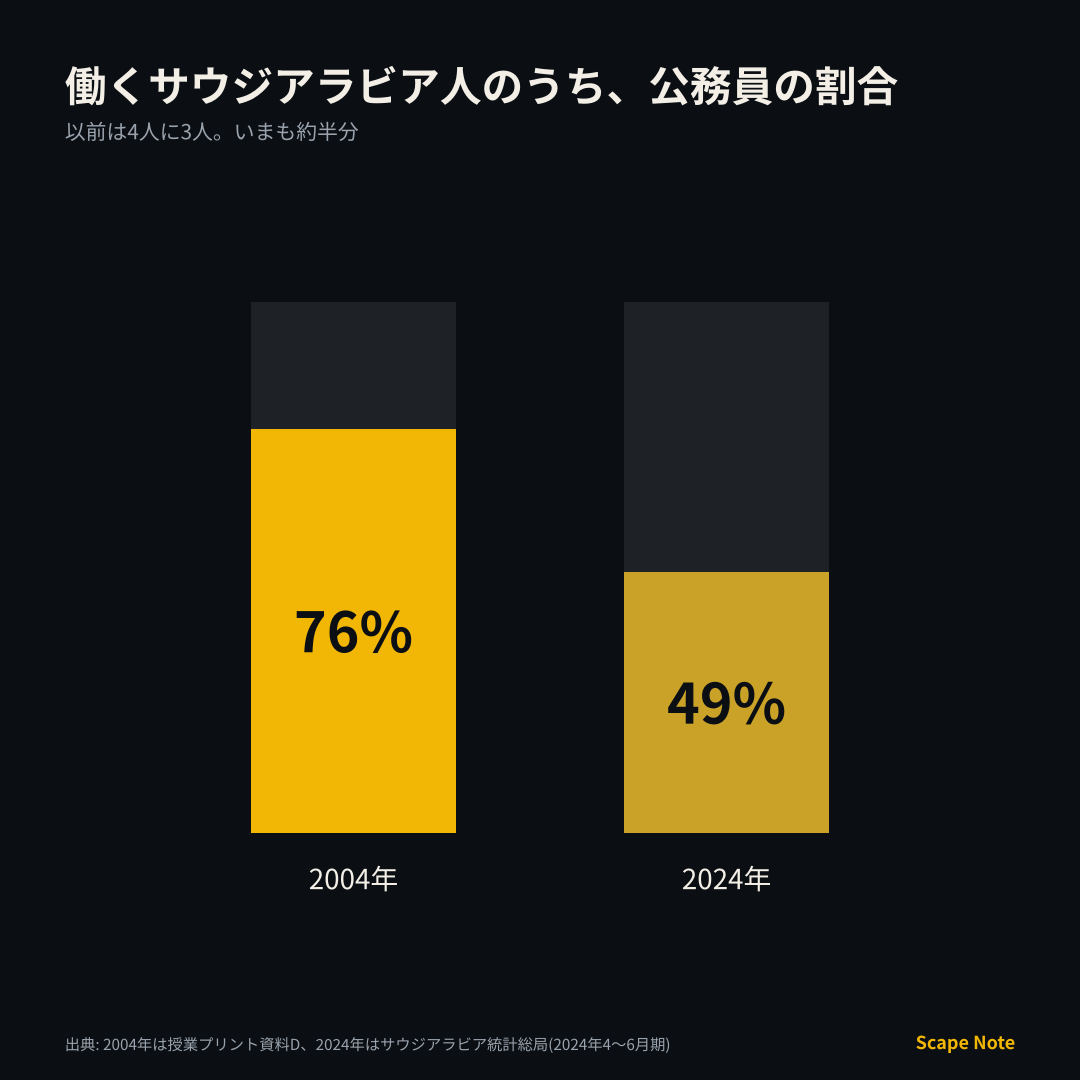 働くサウジアラビア人のうち、公務員の割合
以前は4人に3人。いまも約半分
76%
49%
2004年
2024年
出典: 2004年は授業プリント資料D、2024年はサウジアラビア統計総局(2024年4〜6月期)
Scape Note